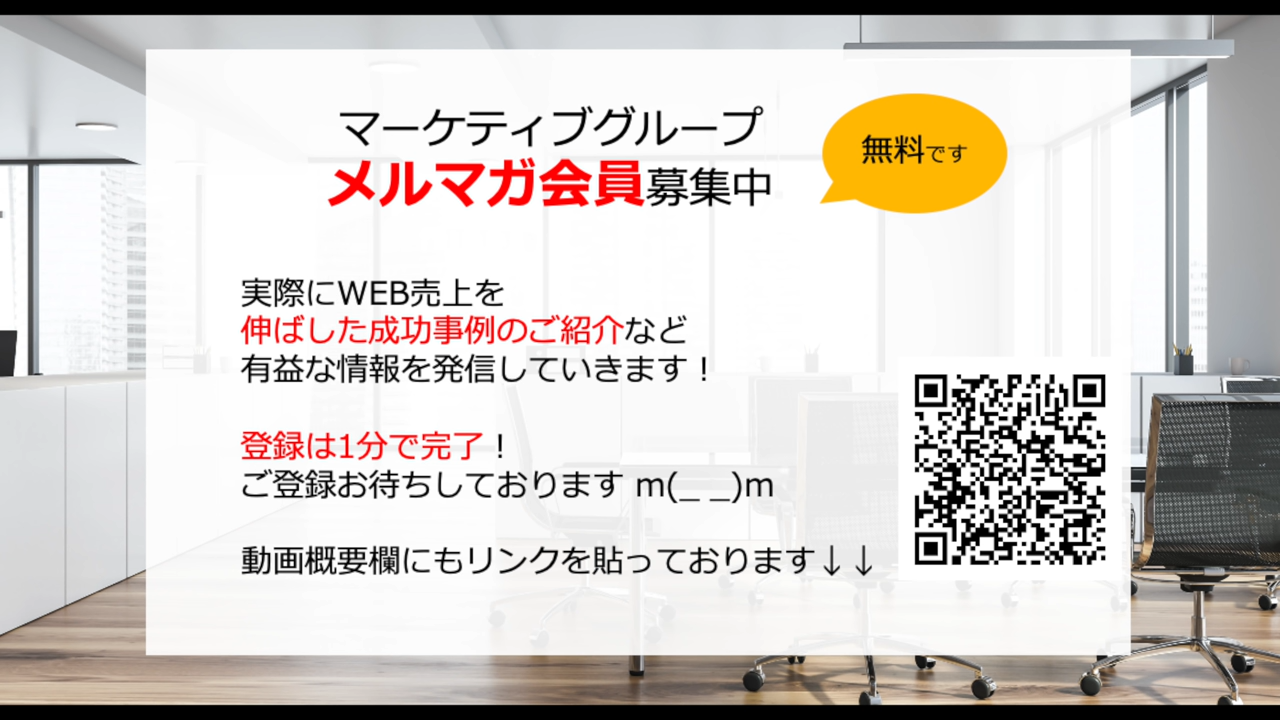 マーケティブグループ
メルマガ会員募集中
無料です
実際にWEB売上を
伸ばした成功事例のご紹介など
有益な情報を発信していきます！
登録は1分で完了！
ご登録お待ちしております m(_ _)m
動画概要欄にもリンクを貼っております↓↓